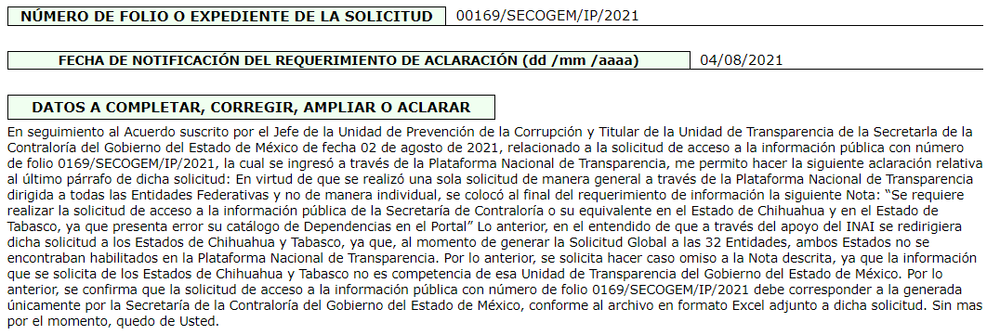 NÚMERO DE FOLIO O EXPEDIENTE DE LA SOLICITUD 00169/SECOGEM/IP/2021
FECHA DE NOTIFICACIÓN DEL REQUERIMIENTO DE ACLARACIÓN (dd /mm /aaaa) 04/08/2021
DATOS A COMPLETAR, CORREGIR, AMPLIAR O ACLARAR
En seguimiento al Acuerdo suscrito por el Jefe de la Unidad de Prevención de la Corrupción y Titular de la Unidad de Transparencia de la Secretarla de la
Contraloría del Gobierno del Estado de México de fecha 02 de agosto de 2021, relacionado a la solicitud de acceso a la información pública con número
de folio 0169/SECOGEM/IP/2021, la cual se ingresó a través de la Plataforma Nacional de Transparencia, me permito hacer la siguiente aclaración relativa
al último párrafo de dicha solicitud: En virtud de que se realizó una sola solicitud de manera general a través de la Plataforma Nacional de Transparencia
dirigida a todas las Entidades Federativas y no de manera individual, se colocó al final del requerimiento de información la siguiente Nota: “Se requiere
realizar la solicitud de acceso a la información pública de la Secretaría de Contraloría o su equivalente en el Estado de Chihuahua y en el Estado de
Tabasco, ya que presenta error su catálogo de Dependencias en el Portal” Lo anterior, en el entendido de que a través del apoyo del INAI se redirigiera
dicha solicitud a los Estados de Chihuahua y Tabasco, ya que, al momento de generar la Solicitud Global a las 32 Entidades, ambos Estados no se
encontraban habilitados en la Plataforma Nacional de Transparencia. Por lo anterior, se solicita hacer caso omiso a la Nota descrita, ya que la información
que se solicita de los Estados de Chihuahua y Tabasco no es competencia de esa Unidad de Transparencia del Gobierno del Estado de México. Por lo
anterior, se confirma que la solicitud de acceso a la información pública con número de folio 0169/SECOGEM/IP/2021 debe corresponder a la generada
únicamente por la Secretaría de la Contraloría del Gobierno del Estado de México, conforme al archivo en formato Excel adjunto a dicha solicitud. Sin mas
por el momento, quedo de Usted.